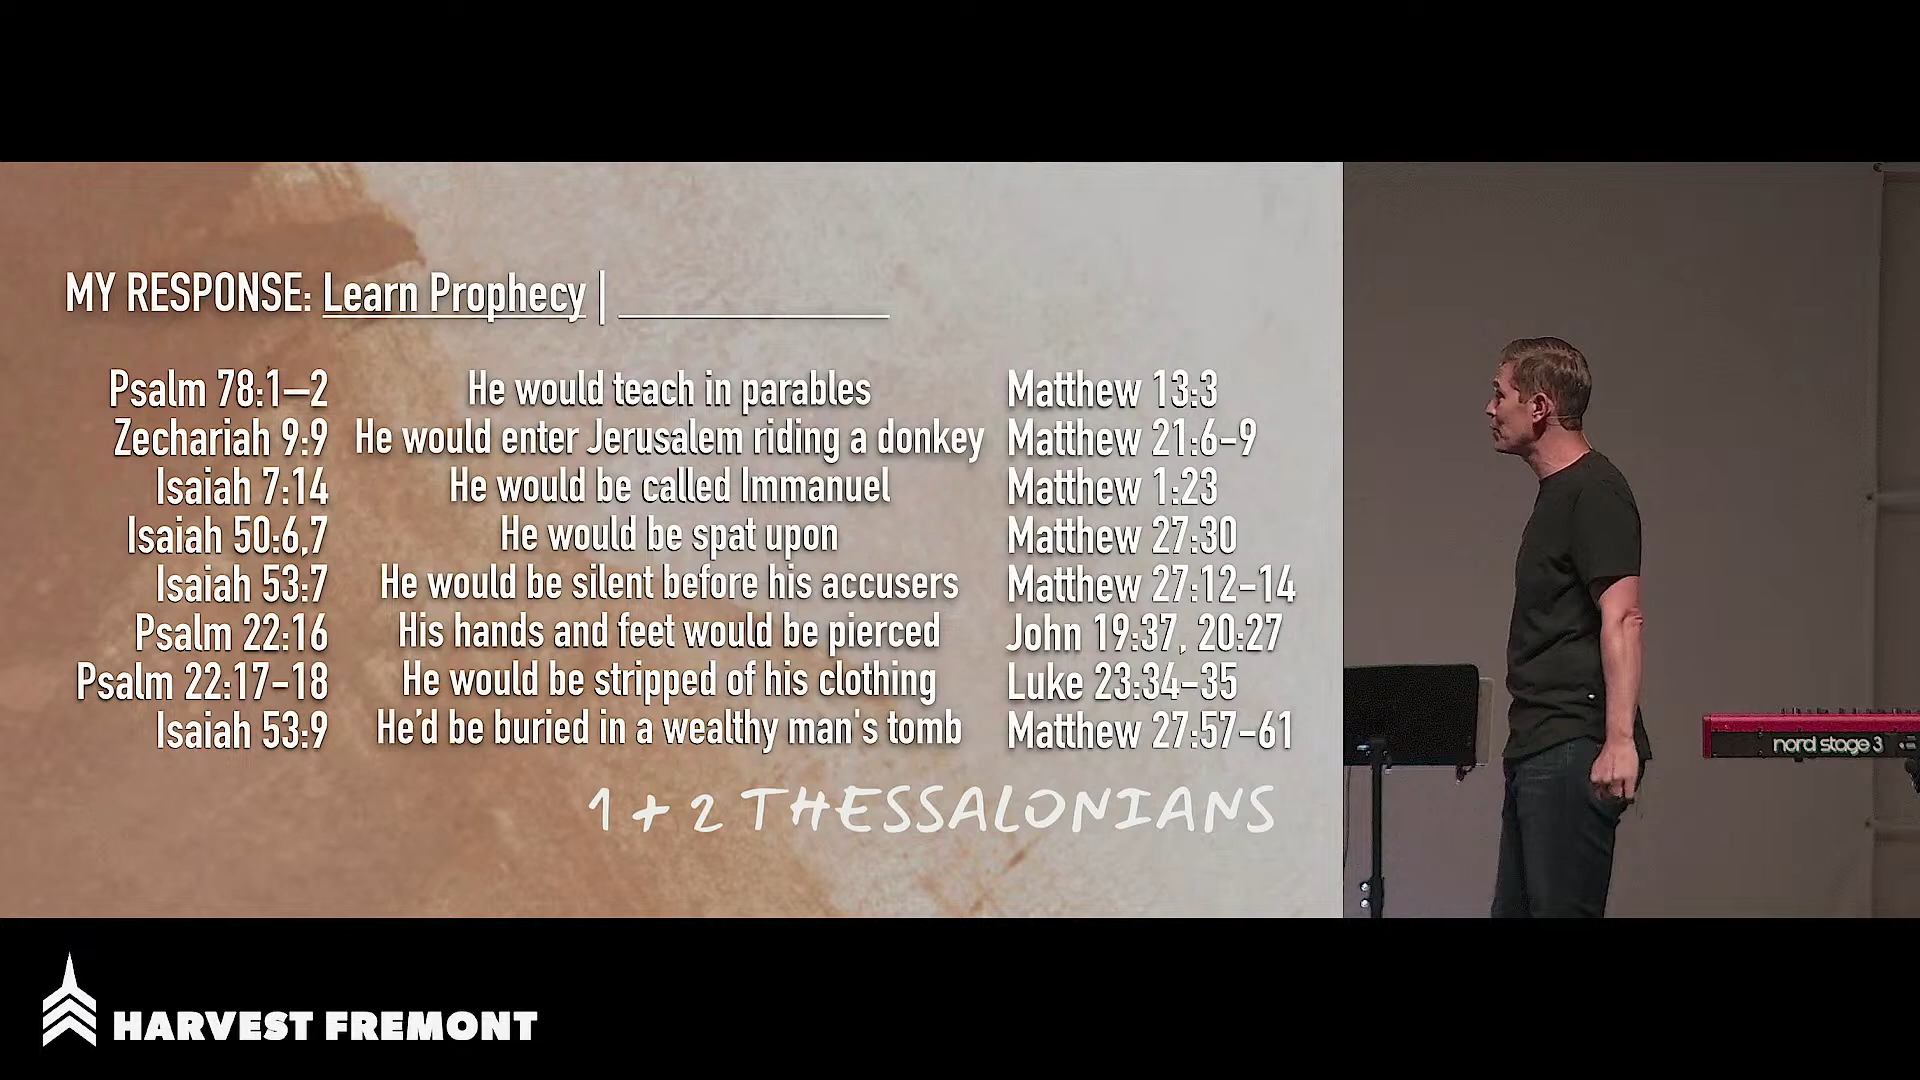 MY RESPONSE: Learn Prophecy | ____________
Psalm 78:1–2 He would teach in parables Matthew 13:3
Zechariah 9:9 He would enter Jerusalem riding a donkey Matthew 21:6-9
Isaiah 7:14 He would be called Immanuel Matthew 1:23
Isaiah 50:6,7 He would be spat upon Matthew 27:30
Isaiah 53:7 He would be silent before his accusers Matthew 27:12-14
Psalm 22:16 His hands and feet would be pierced John 19:37, 20:27
Psalm 22:17-18 He would be stripped of his clothing Luke 23:34-35
Isaiah 53:9 He'd be buried in a wealthy man's tomb Matthew 27:57-61
1 + 2 THESSALONIANS
nord stage 3
HARVEST FREMONT